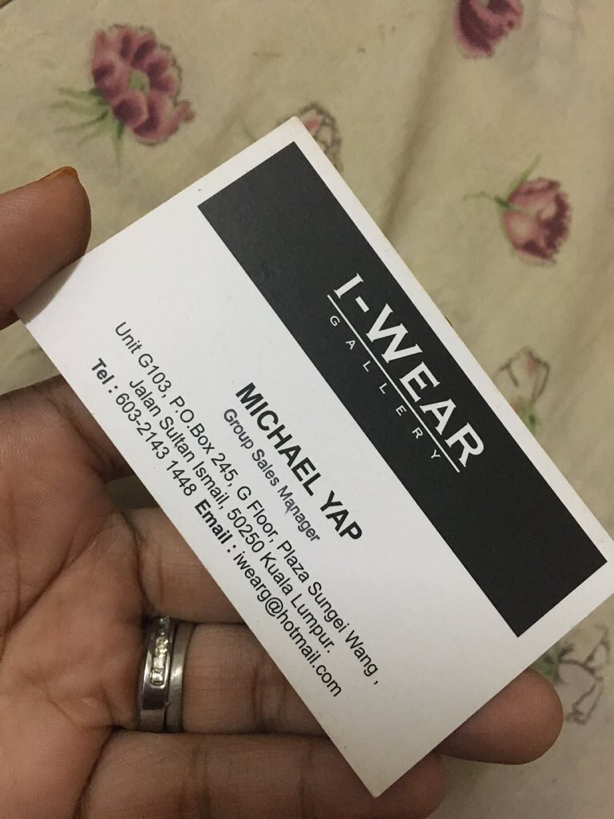 I-WEAR
GALLERY
MICHAEL YAP
Group Sales Manager
Unit G103, P.O.Box 245, G Floor, Plaza Sungei Wang ,
Jalan Sultan Ismail, 50250 Kuala Lumpur.
Tel : 603-2143 1448 Email : iwearg@hotmail.com